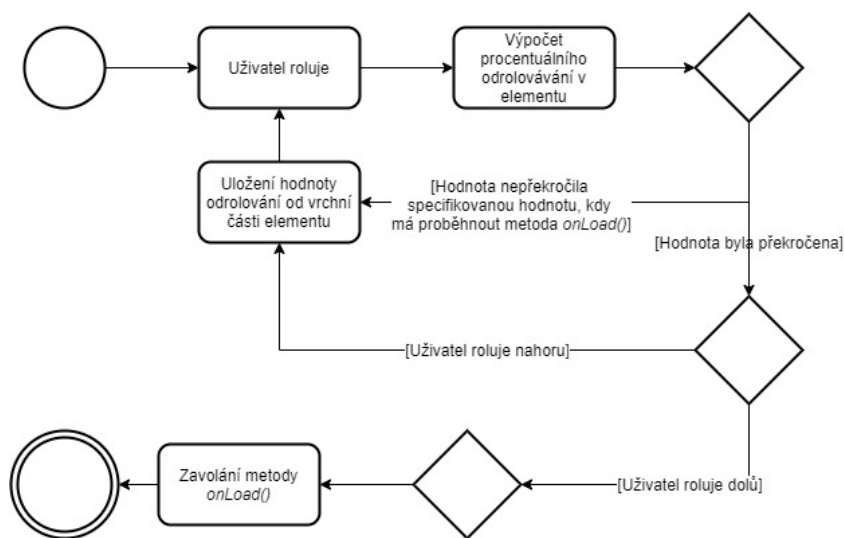 Uživatel roluje
Výpočet
procentuálního
odrolovávání v
elementu
Uložení hodnoty
odrolování od vrchní
části elementu
[Hodnota nepřekročila
specifikovanou hodnotu, kdy
má proběhnout metoda onLoad()]
[Hodnota byla překročena]
[Uživatel roluje nahoru]
Zavolání metody
onLoad()
[Uživatel roluje dolů]